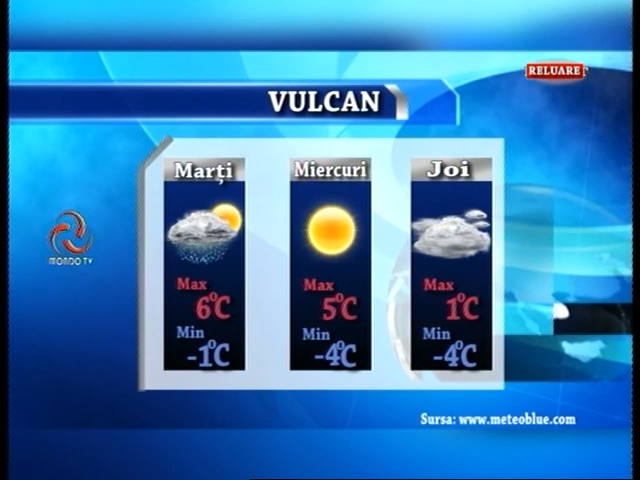 RELUARE
VULCAN
Marți
Miercuri
Joi
MONDO TV
Max
6°C
Min
-1°C
Max
5°C
Min
-4°C
Max
1°C
Min
-4°C
Sursa: www.meteoblue.com